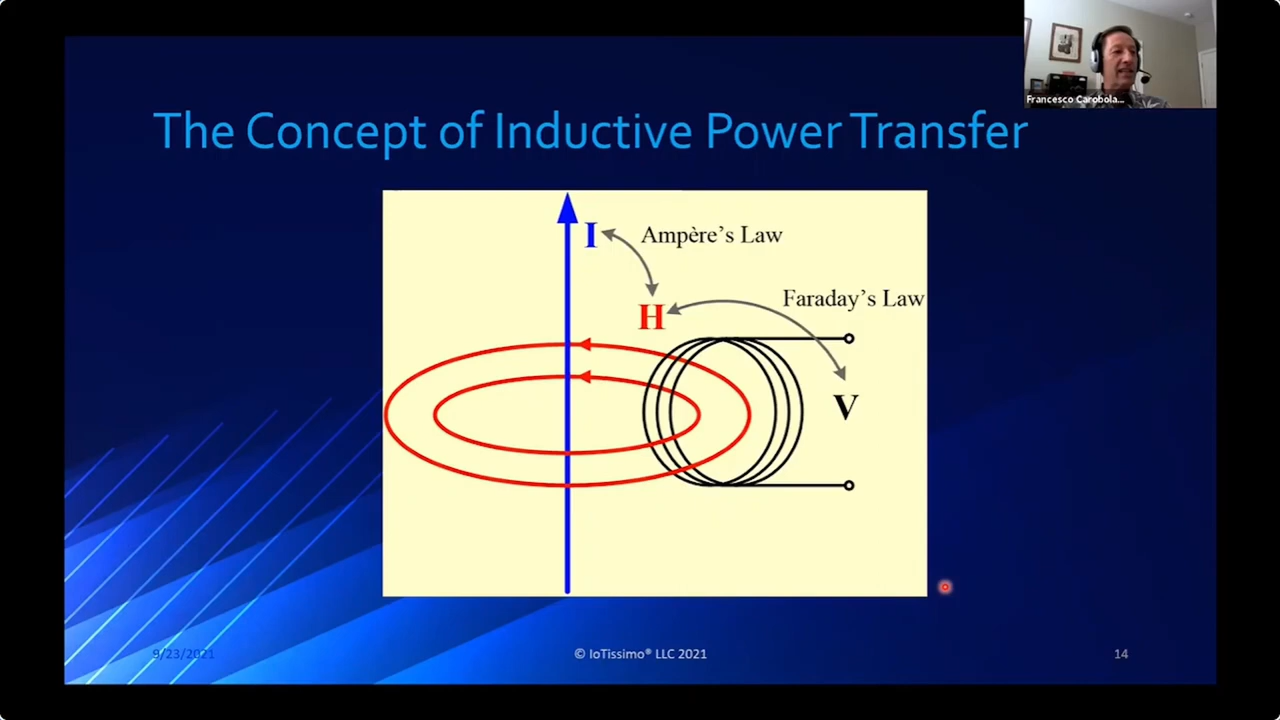 Francesco Carobola...
The Concept of Inductive Power Transfer
I
Ampère's Law
H
Faraday's Law
V
9/23/2021
© IoTissimo® LLC 2021
14